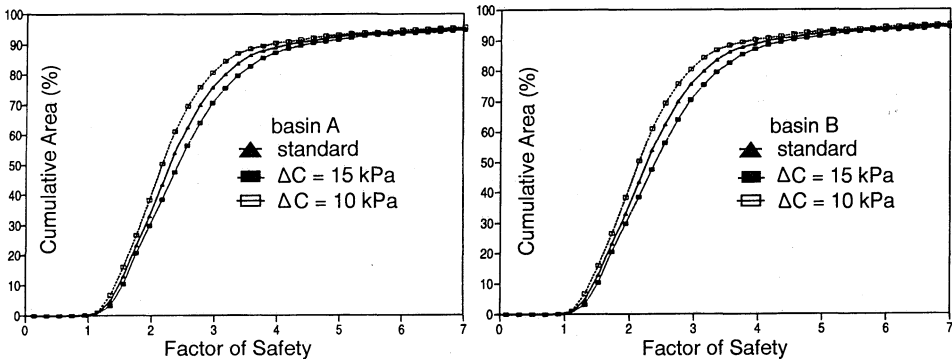 100
90
80
70
60
50
40
30
20
10
0
Cumulative Area (%)
basin A
standard
ΔC = 15 kPa
ΔC = 10 kPa
0 1 2 3 4 5 6 7
Factor of Safety
100
90
80
70
60
50
40
30
20
10
0
Cumulative Area (%)
basin B
standard
ΔC = 15 kPa
ΔC = 10 kPa
0 1 2 3 4 5 6 7
Factor of Safety